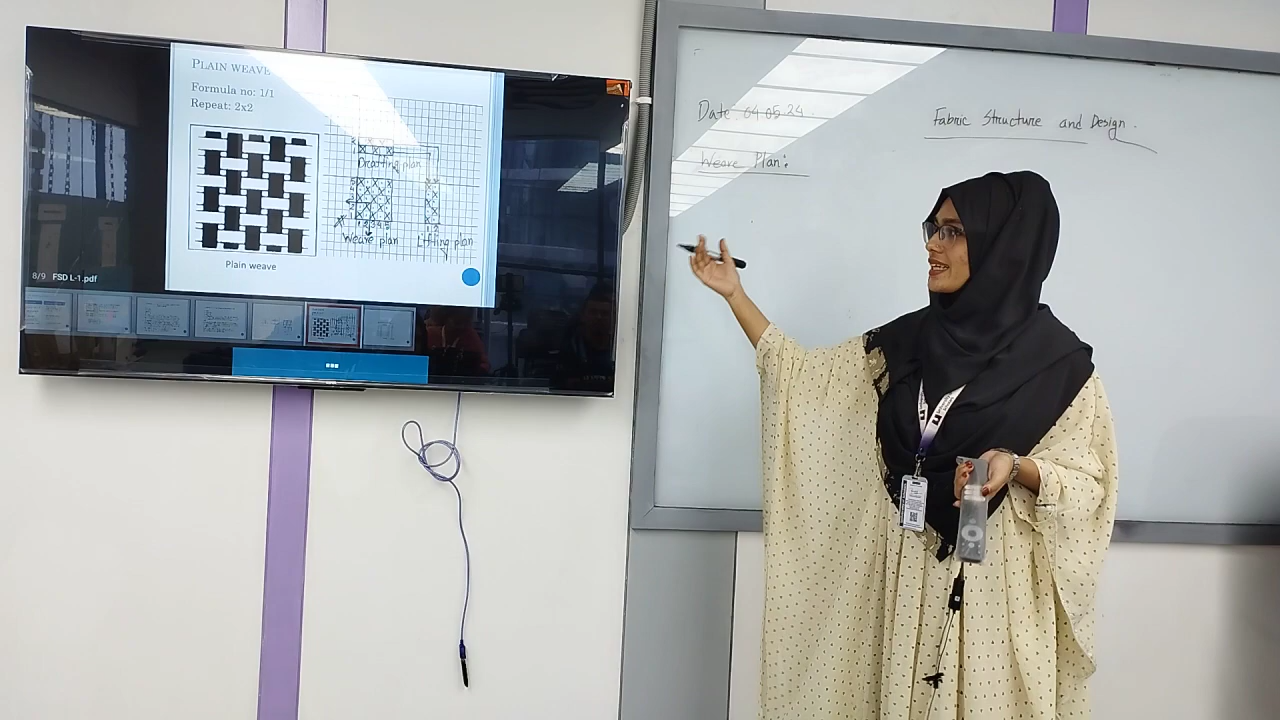 PLAIN WEAVE
Formula no: 1/1
Repeat: 2x2
Drafting plan
Weave plan
Lifting plan
Plain weave
8/9 FSD L-1.pdf
Date: 04.05.24
Fabric Structure and Design.
Weave Plan: